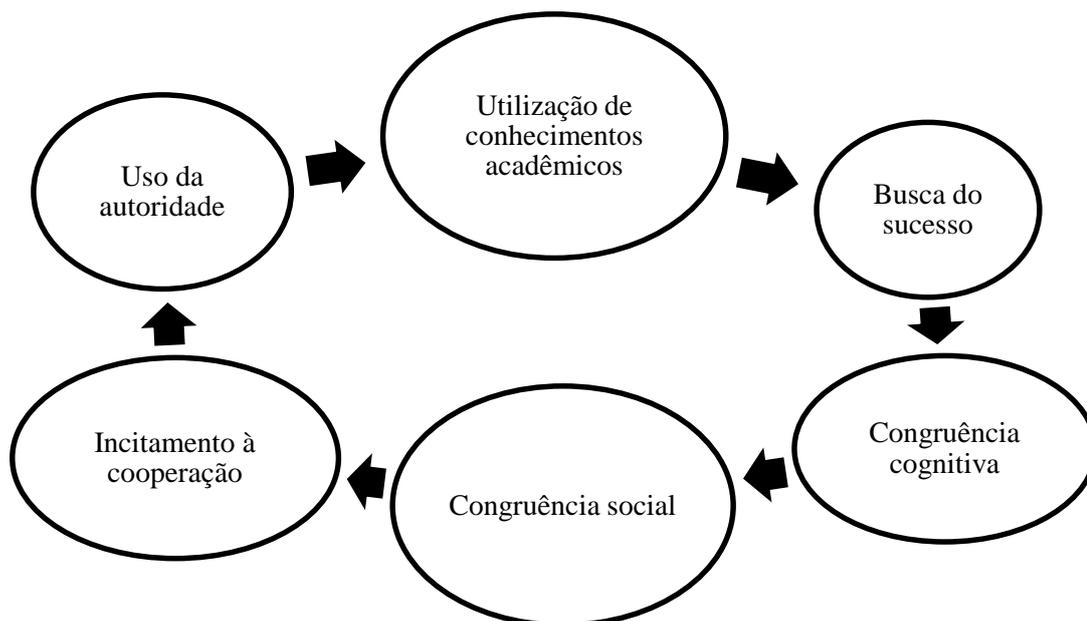 Utilização de
conhecimentos
acadêmicos
Uso da
autoridade
Busca do
sucesso
Congruência
cognitiva
Congruência social
Incitamento à
cooperação